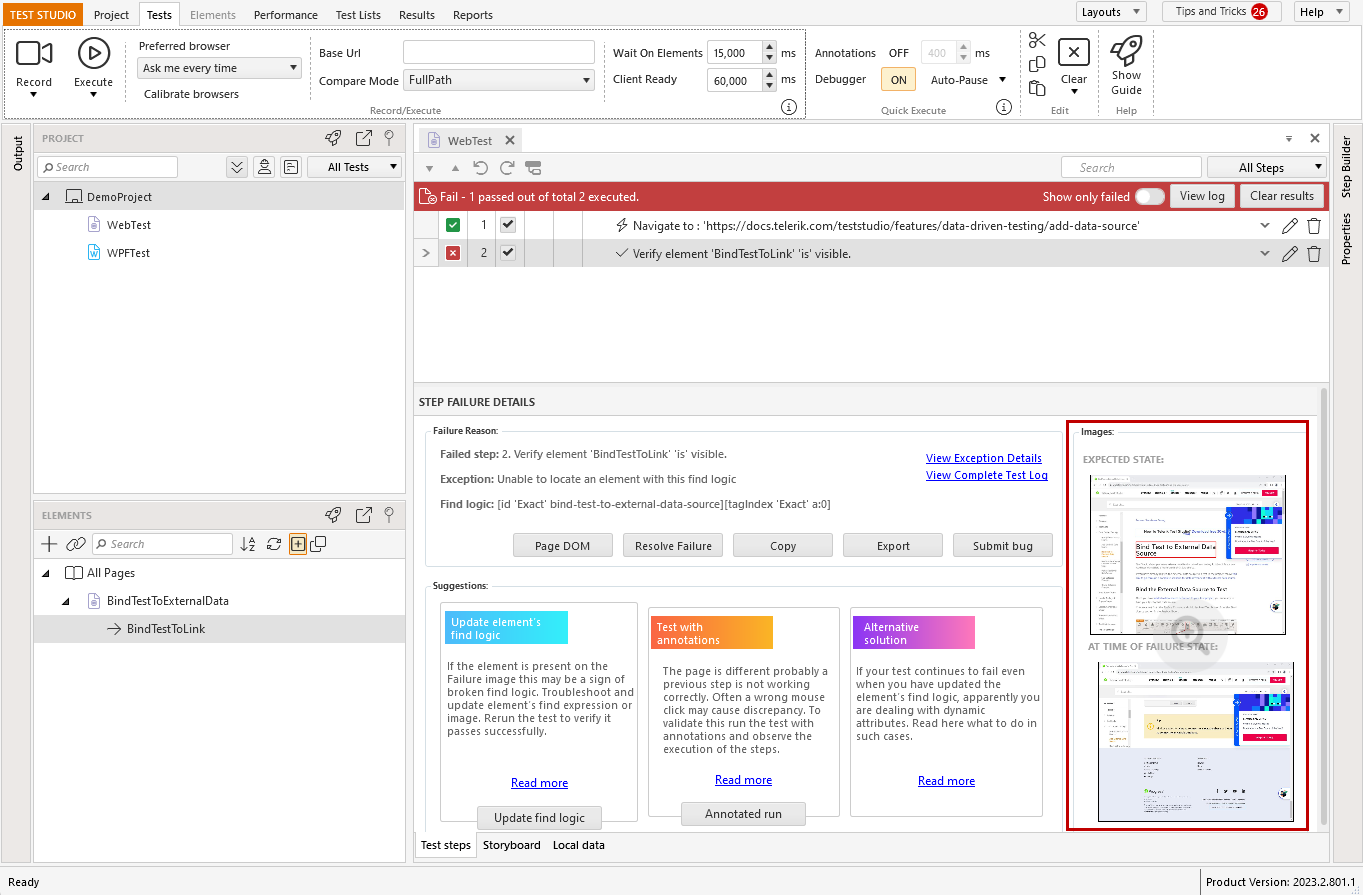 TEST STUDIO Project Tests Elements Performance Test Lists Results Reports Layouts Tips and Tricks 26 Help
Record
Execute
Preferred browser
Ask me every time
Calibrate browsers
Base Url
Compare Mode FullPath
Wait On Elements 15,000 ms
Client Ready 60,000 ms
Record/Execute
Annotations OFF 400 ms
Debugger ON Auto-Pause
Quick Execute
Clear
Edit
Show
Guide
Help
Output
PROJECT
Search All Tests
DemoProject
WebTest
WPFTest
ELEMENTS
Search
All Pages
BindTestToExternalData
BindTestToLink
WebTest
Search All Steps
Fail - 1 passed out of total 2 executed. Show only failed View log Clear results
1 Navigate to : 'https://docs.telerik.com/teststudio/features/data-driven-testing/add-data-source'
2 Verify element 'BindTestToLink' 'is' visible.
STEP FAILURE DETAILS
Failure Reason:
Failed step: 2. Verify element 'BindTestToLink' 'is' visible.
Exception: Unable to locate an element with this find logic
Find logic: [id 'Exact' bind-test-to-external-data-source][tagIndex 'Exact' a:0]
View Exception Details
View Complete Test Log
Page DOM Resolve Failure Copy Export Submit bug
Suggestions:
Update element's
find logic
If the element is present on the
Failure image this may be a sign of
broken find logic. Troubleshoot and
update element's find expression or
image. Rerun the test to verify it
passes successfully.
Read more
Update find logic
Test with
annotations
The page is different probably a
previous step is not working
correctly. Often a wrong mouse
click may cause discrepancy. To
validate this run the test with
annotations and observe the
execution of the steps.
Read more
Annotated run
Alternative
solution
If your test continues to fail even
when you have updated the
element's find logic, apparently you
are dealing with dynamic
attributes. Read here what to do in
such cases.
Read more
Images:
EXPECTED STATE:
Bind Test to External Data
Source
Bind the External Data Source to Test
AT TIME OF FAILURE STATE:
Progress
Test steps Storyboard Local data
Step Builder
Properties
Ready Product Version: 2023.2.801.1